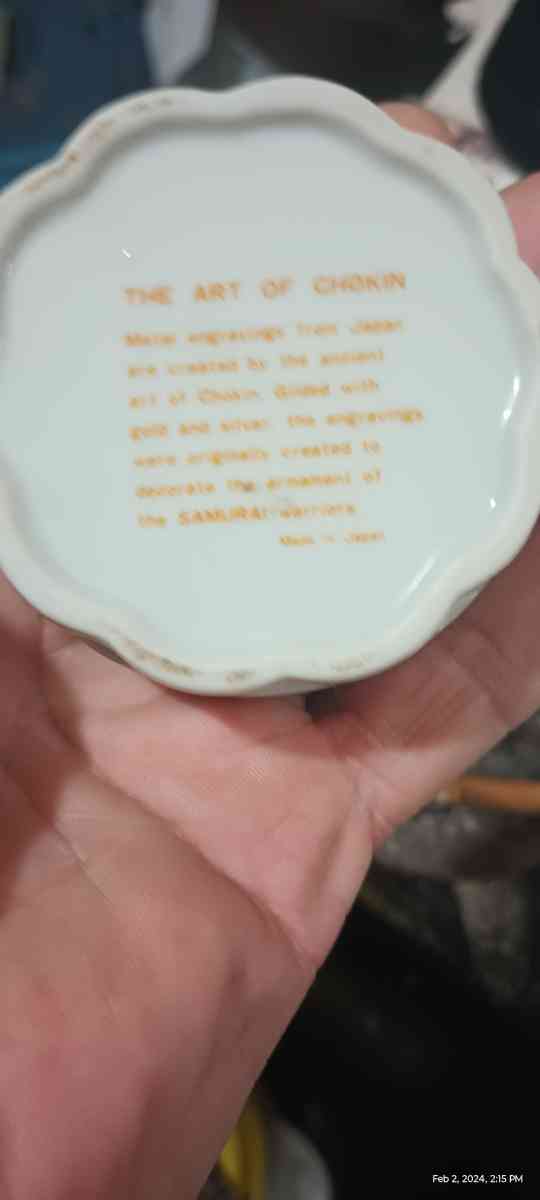 THE ART OF CHOKIN
Metal engravings from Japan
are created by the ancient
art of Chokin. Gilded with
gold and silver, the engravings
were originally created to
decorate the ornament of
the SAMURAI warriors
Made in Japan
Feb 2, 2024, 2:15 PM